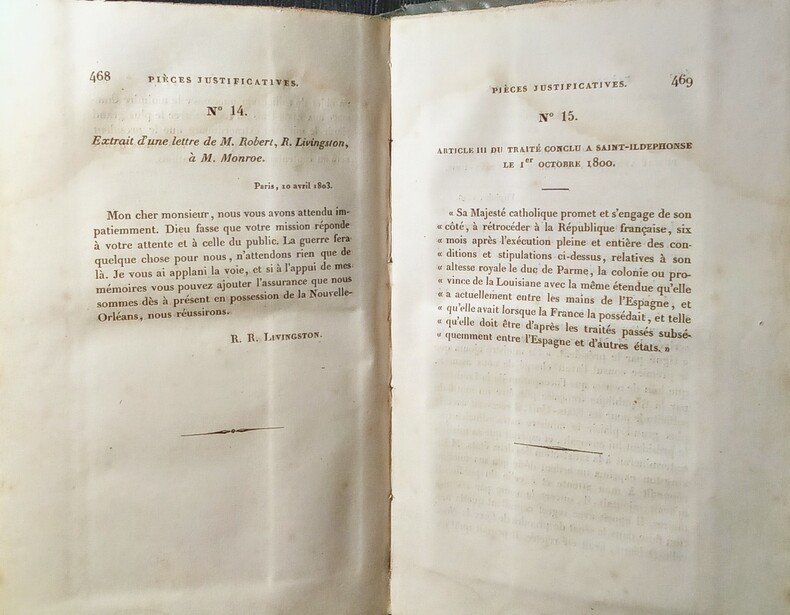 468
PIÈCES JUSTIFICATIVES.
N° 14.
Extrait d'une lettre de M. Robert, R. Livingston,
à M. Monroe.
Paris, 10 avril 1803.
Mon cher monsieur, nous vous avons attendu im-
patiemment. Dieu fasse que votre mission réponde
à votre attente et à celle du public. La guerre fera
quelque chose pour nous, n'attendons rien que de
là. Je vous ai applani la voie, et si à l'appui de mes
mémoires vous pouvez ajouter l'assurance que nous
sommes dès à présent en possession de la Nouvelle-
Orléans, nous réussirons.
R. R. LIVINGSTON.
PIÈCES JUSTIFICATIVES.
469
N° 15.
ARTICLE III DU TRAITÉ CONCLU A SAINT-ILDEPHONSE
LE 1er OCTOBRE 1800.
« Sa Majesté catholique promet et s'engage de son
« côté, à rétrocéder à la République française, six
« mois après l'exécution pleine et entière des con-
« ditions et stipulations ci-dessus, relatives à son
« altesse royale le duc de Parme, la colonie ou pro-
« vince de la Louisiane avec la même étendue qu'elle
« a actuellement entre les mains de l'Espagne, et
« qu'elle avait lorsque la France la possédait, et telle
« qu'elle doit être d'après les traités passés subsé-
« quemment entre l'Espagne et d'autres états. »